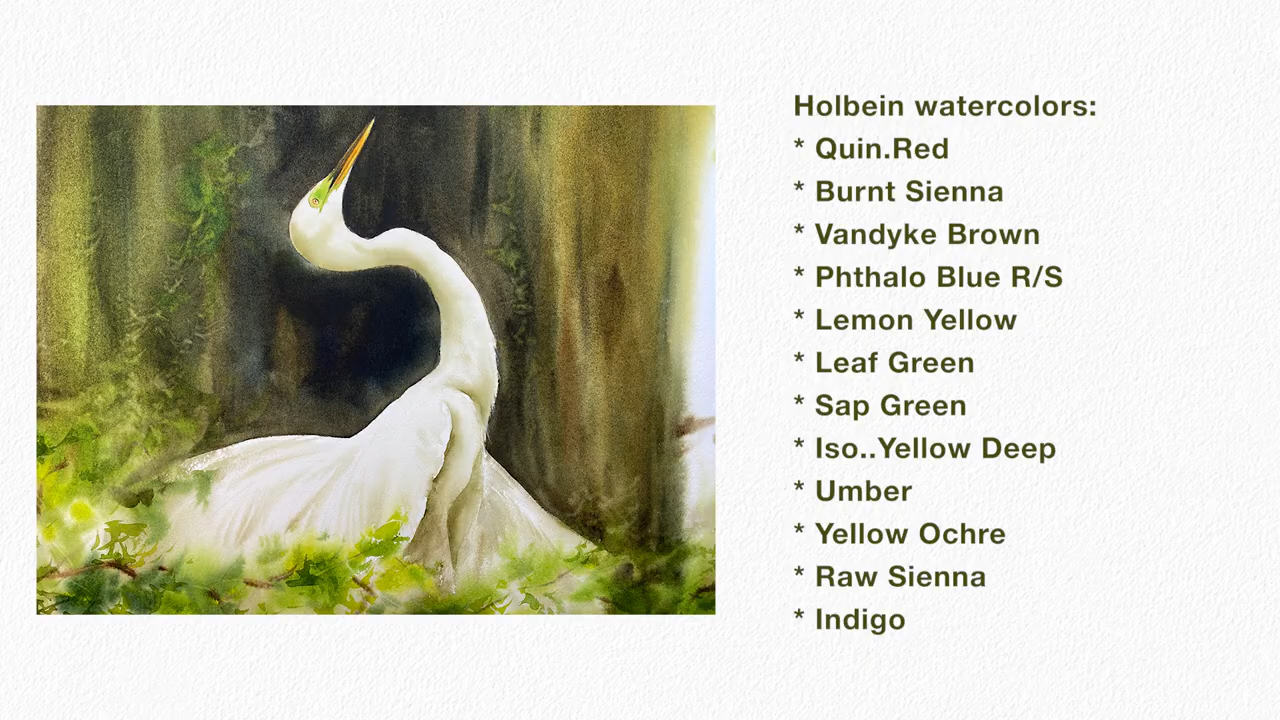 Holbein watercolors:
* Quin.Red
* Burnt Sienna
* Vandyke Brown
* Phthalo Blue R/S
* Lemon Yellow
* Leaf Green
* Sap Green
* Iso..Yellow Deep
* Umber
* Yellow Ochre
* Raw Sienna
* Indigo